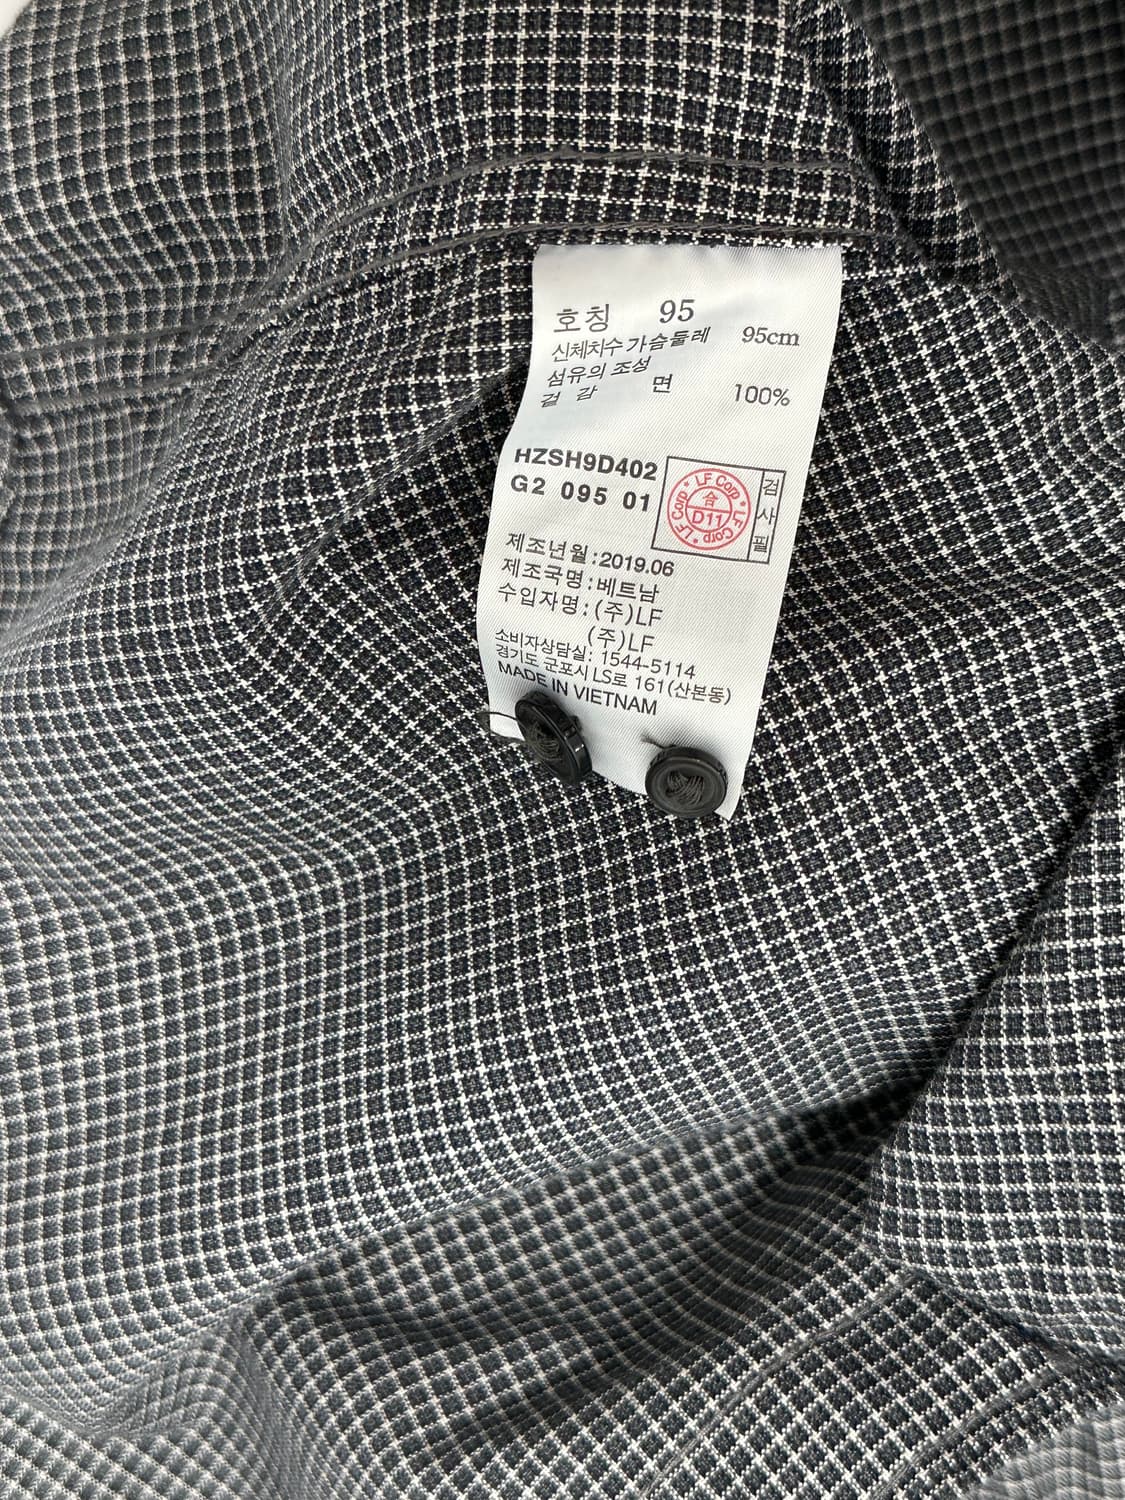 호칭 95
신체치수 가슴둘레 95cm
섬유의 조성
겉감 면 100%
HZSH9D402
G2 095 01
LF Corp • LF Corp • LF Corp •
合
D11
검사필
제조년월:2019.06
제조국명:베트남
수입자명:(주)LF
(주)LF
소비자상담실: 1544-5114
경기도 군포시 LS로 161(산본동)
MADE IN VIETNAM